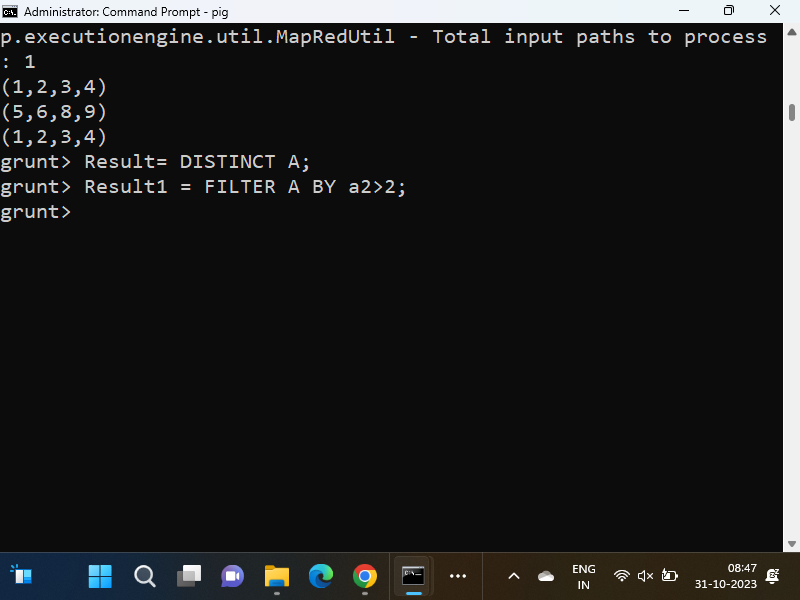 Administrator: Command Prompt - pig
p.executionengine.util.MapRedUtil - Total input paths to process
: 1
(1,2,3,4)
(5,6,8,9)
(1,2,3,4)
grunt> Result= DISTINCT A;
grunt> Result1 = FILTER A BY a2>2;
grunt>
ENG
IN
08:47
31-10-2023